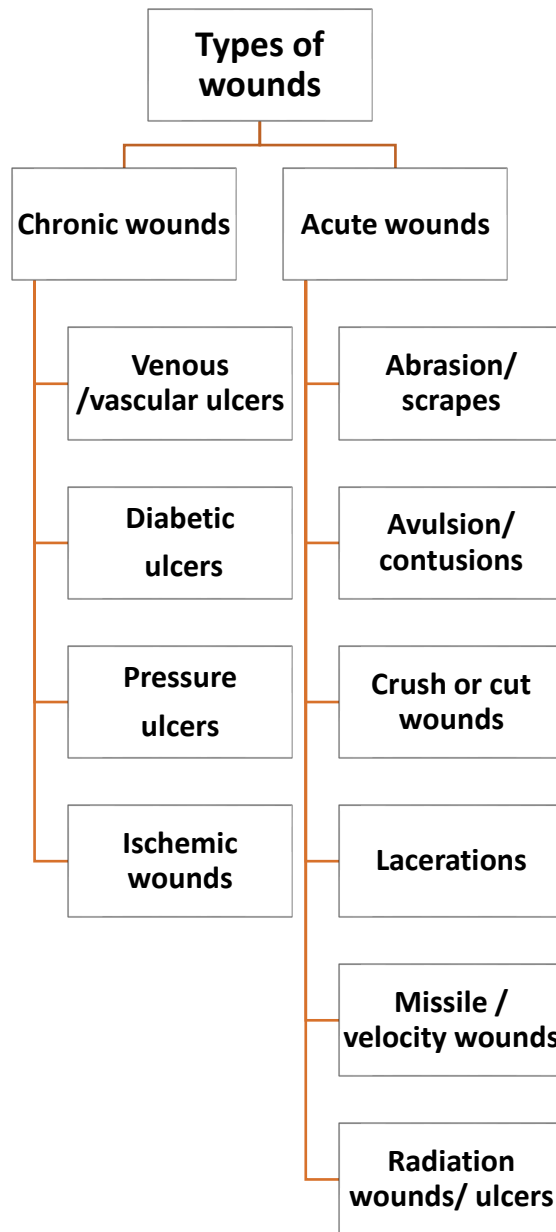 Types of
wounds
Chronic wounds
Acute wounds
Venous
/vascular ulcers
Diabetic
ulcers
Pressure
ulcers
Ischemic
wounds
Abrasion/
scrapes
Avulsion/
contusions
Crush or cut
wounds
Lacerations
Missile /
velocity wounds
Radiation
wounds/ ulcers